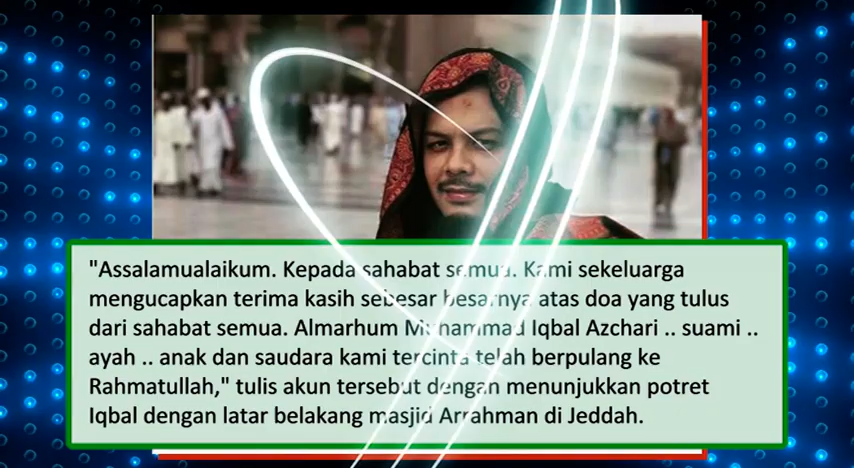 "Assalamualaikum. Kepada sahabat semua. Kami sekeluarga
mengucapkan terima kasih sebesar besarnya atas doa yang tulus
dari sahabat semua. Almarhum Muhammad Iqbal Azchari .. suami ..
ayah .. anak dan saudara kami tercinta telah berpulang ke
Rahmatullah," tulis akun tersebut dengan menunjukkan potret
Iqbal dengan latar belakang masjid Arrahman di Jeddah.